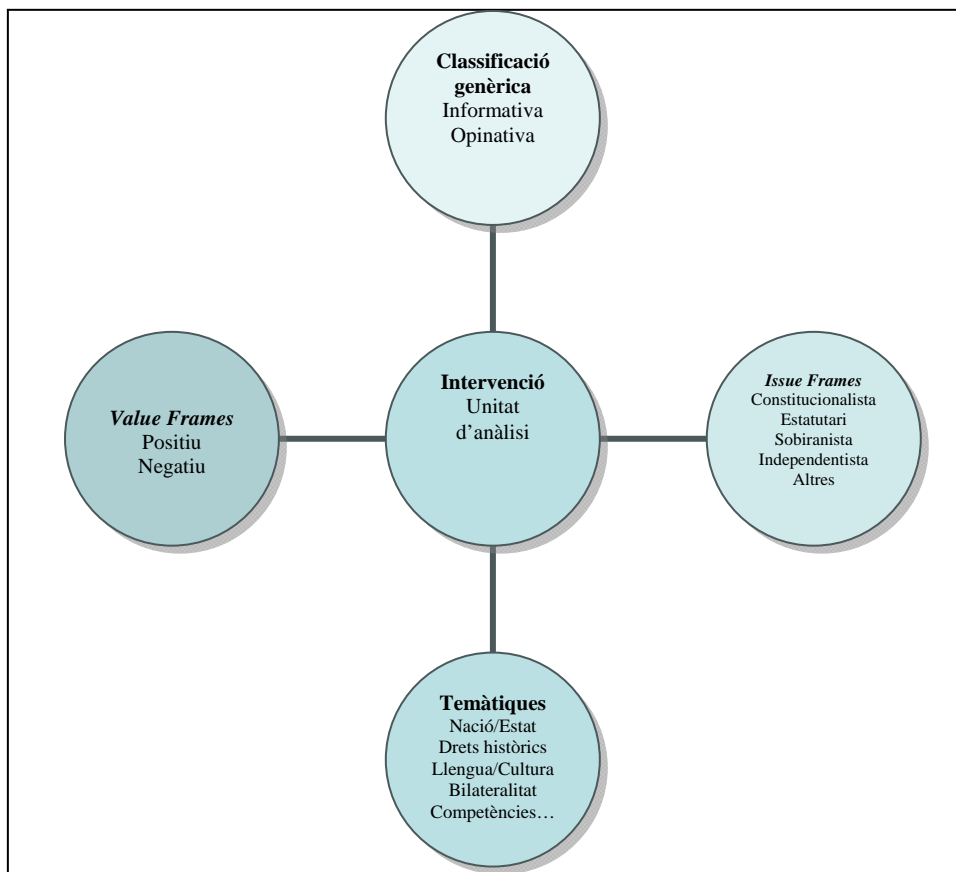 Classificació
genèrica
Informativa
Opinativa
Value Frames
Positiu
Negatiu
Intervenció
Unitat
d'anàlisi
Issue Frames
Constitucionalista
Estatutari
Sobiranista
Independentista
Altres
Temàtiques
Nació/Estat
Drets històrics
Llengua/Cultura
Bilateralitat
Competències…